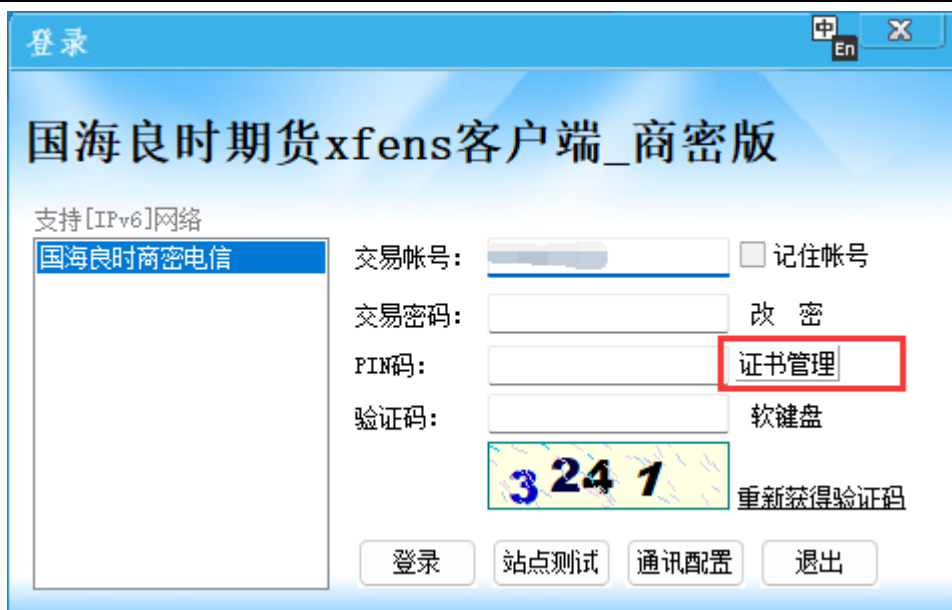 登录
中
En
国海良时期货xfens客户端_商密版
支持[IPv6]网络
国海良时商密电信
交易帐号：
记住帐号
交易密码：
改 密
PIN码：
证书管理
验证码：
软键盘
3241
重新获得验证码
登录
站点测试
通讯配置
退出